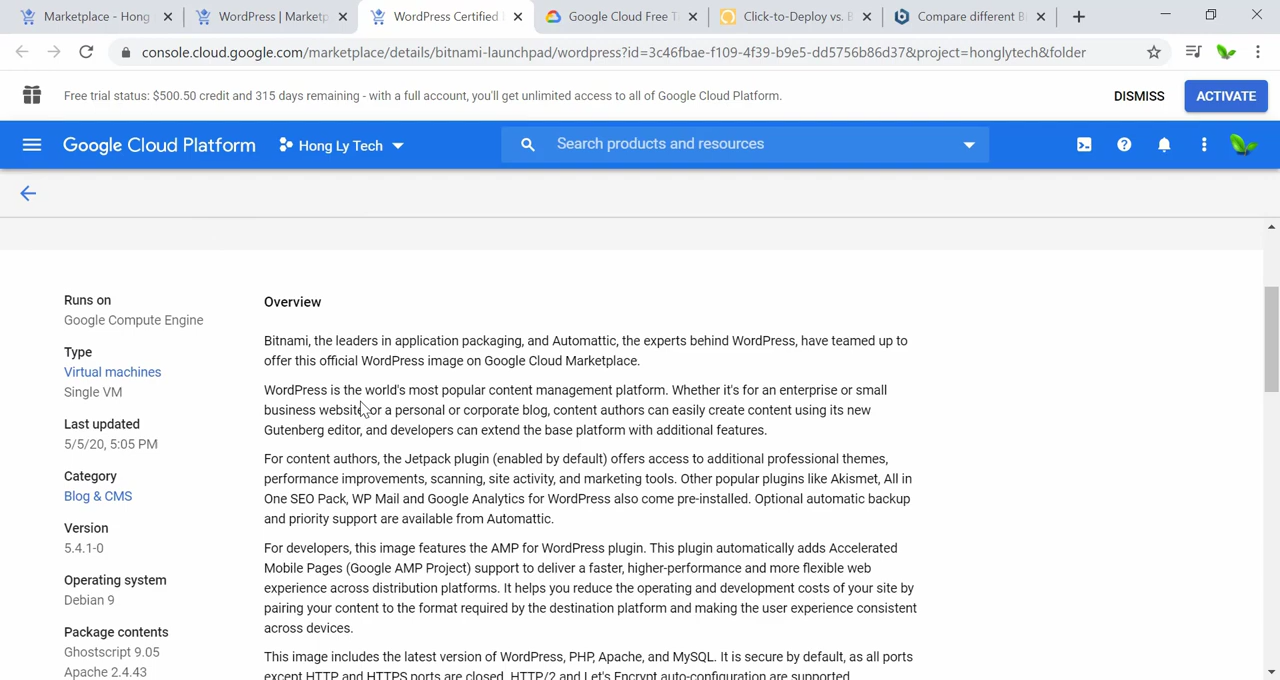 Marketplace - Hong
WordPress | Marketp
WordPress Certified
Google Cloud Free T
Click-to-Deploy vs. B
Compare different B
console.cloud.google.com/marketplace/details/bitnami-launchpad/wordpress?id=3c46fbae-f109-4f39-b9e5-dd5756b86d37&project=honglytech&folder
Free trial status: $500.50 credit and 315 days remaining - with a full account, you'll get unlimited access to all of Google Cloud Platform.
DISMISS
ACTIVATE
Google Cloud Platform
Hong Ly Tech
Search products and resources
Runs on
Google Compute Engine
Type
Virtual machines
Single VM
Last updated
5/5/20, 5:05 PM
Category
Blog & CMS
Version
5.4.1-0
Operating system
Debian 9
Package contents
Ghostscript 9.05
Apache 2.4.43
Overview
Bitnami, the leaders in application packaging, and Automattic, the experts behind WordPress, have teamed up to
offer this official WordPress image on Google Cloud Marketplace.
WordPress is the world's most popular content management platform. Whether it's for an enterprise or small
business website, or a personal or corporate blog, content authors can easily create content using its new
Gutenberg editor, and developers can extend the base platform with additional features.
For content authors, the Jetpack plugin (enabled by default) offers access to additional professional themes,
performance improvements, scanning, site activity, and marketing tools. Other popular plugins like Akismet, All in
One SEO Pack, WP Mail and Google Analytics for WordPress also come pre-installed. Optional automatic backup
and priority support are available from Automattic.
For developers, this image features the AMP for WordPress plugin. This plugin automatically adds Accelerated
Mobile Pages (Google AMP Project) support to deliver a faster, higher-performance and more flexible web
experience across distribution platforms. It helps you reduce the operating and development costs of your site by
pairing your content to the format required by the destination platform and making the user experience consistent
across devices.
This image includes the latest version of WordPress, PHP, Apache, and MySQL. It is secure by default, as all ports
except HTTP and HTTPS ports are closed. HTTP/2 and Let's Encrypt auto-configuration are supported.